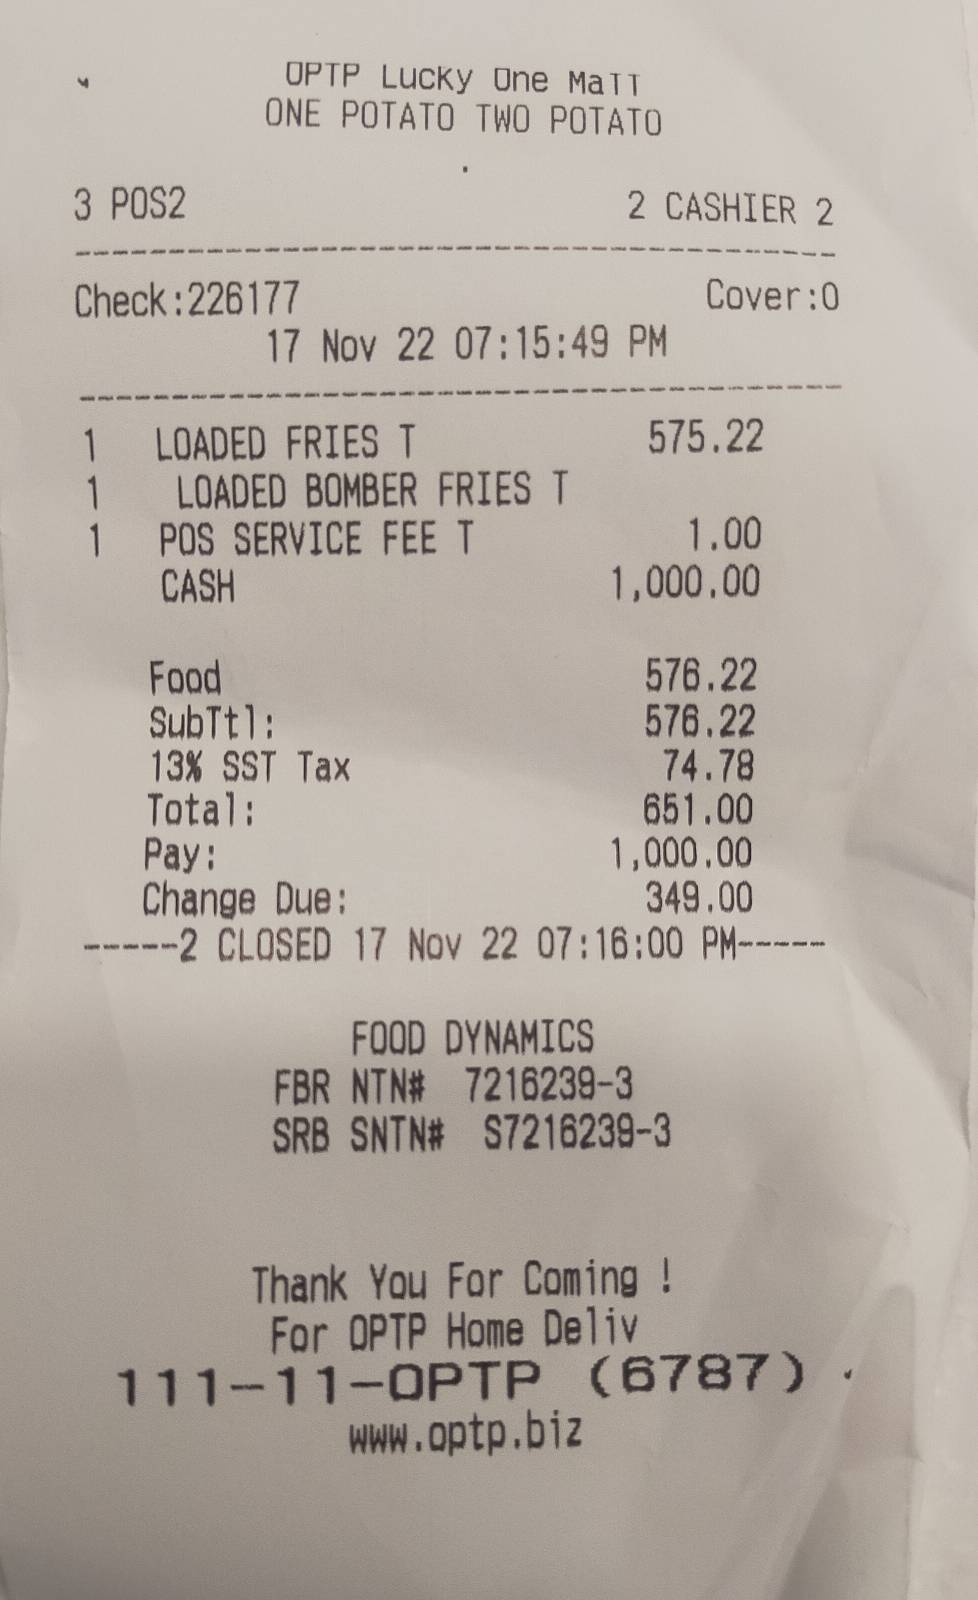 OPTP Lucky One Mall
ONE POTATO TWO POTATO
3 POS2 2 CASHIER 2
Check:226177 Cover:0
17 Nov 22 07:15:49 PM
1 LOADED FRIES T 575.22
1 LOADED BOMBER FRIES T
1 POS SERVICE FEE T 1.00
CASH 1,000.00
Food 576.22
SubTtl: 576.22
13% SST Tax 74.78
Total: 651.00
Pay: 1,000.00
Change Due: 349.00
-----2 CLOSED 17 Nov 22 07:16:00 PM-----
FOOD DYNAMICS
FBR NTN# 7216239-3
SRB SNTN# S7216239-3
Thank You For Coming !
For OPTP Home Deliv
111-11-OPTP (6787)
www.optp.biz